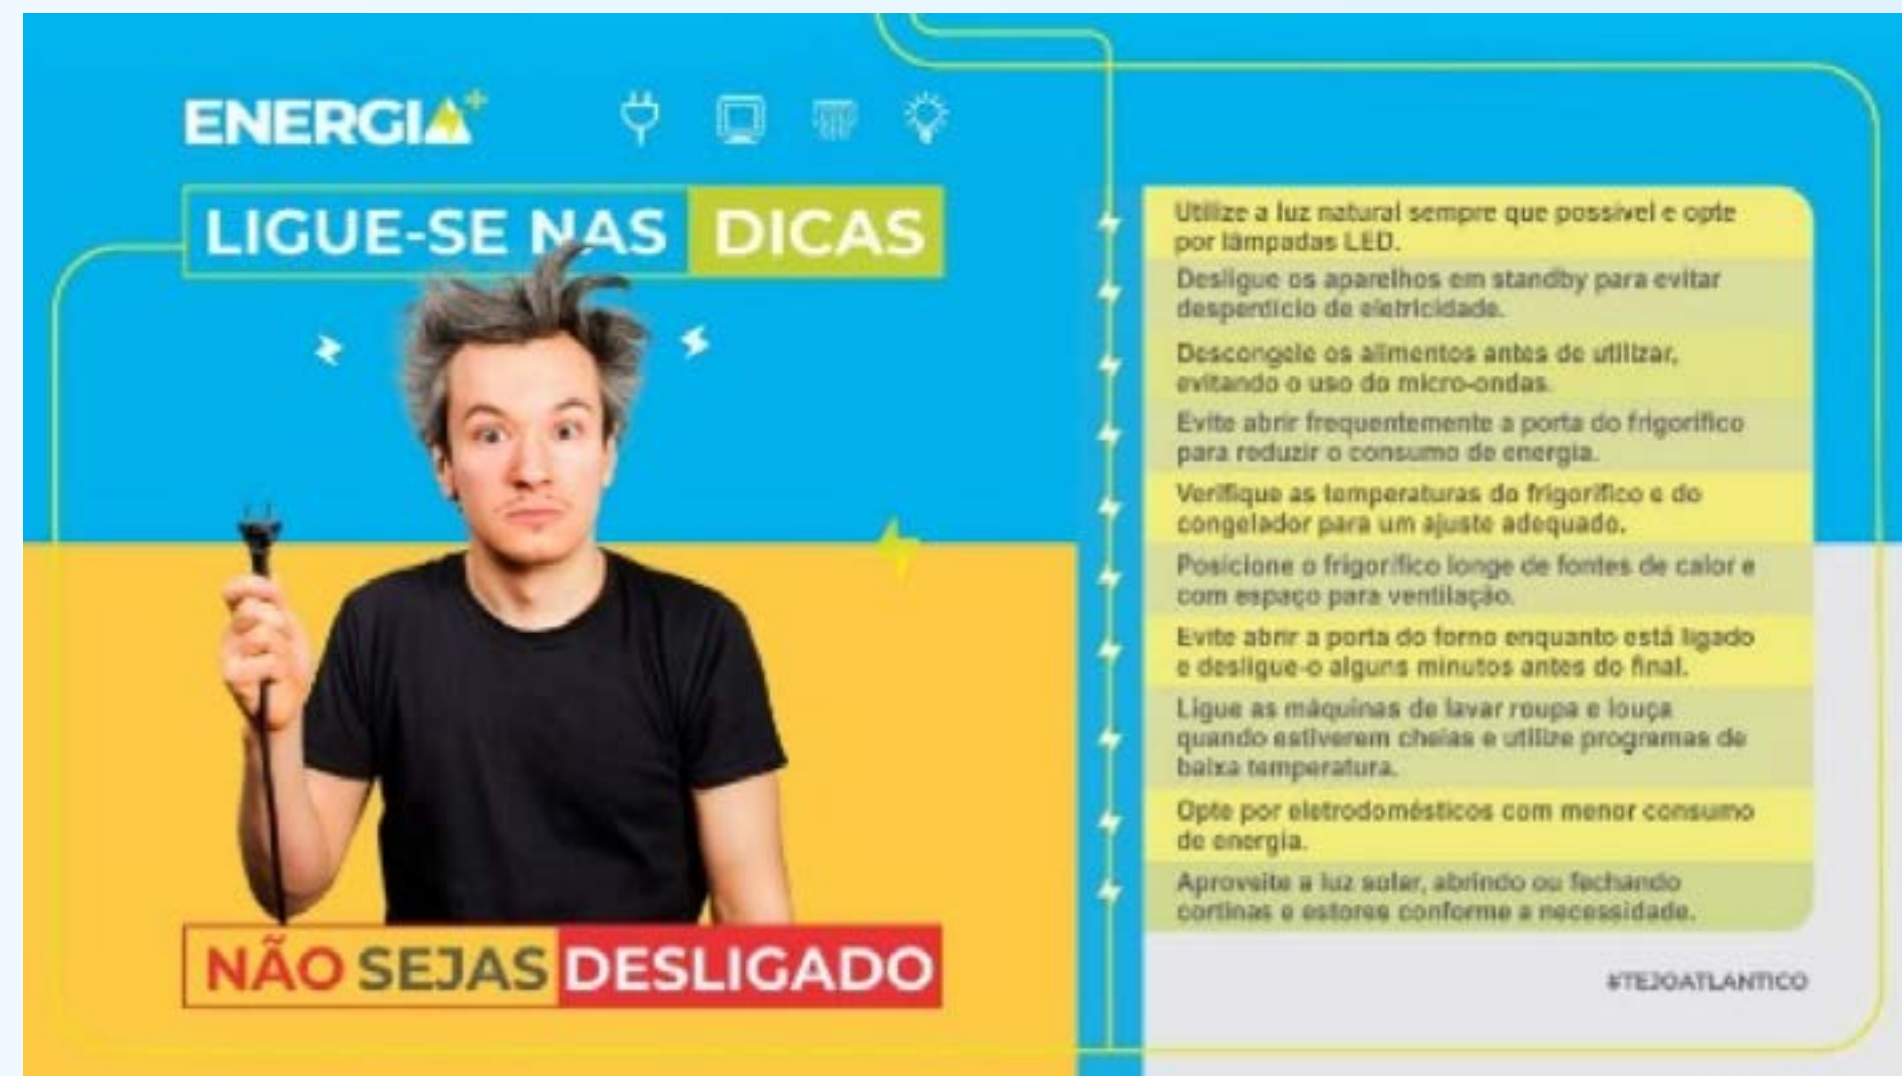 ENERGIA+
LIGUE-SE NAS DICAS
NÃO SEJAS DESLIGADO
Utilize a luz natural sempre que possível e opte
por lâmpadas LED.
Desligue os aparelhos em standby para evitar
desperdício de eletricidade.
Descongele os alimentos antes de utilizar,
evitando o uso do micro-ondas.
Evite abrir frequentemente a porta do frigorífico
para reduzir o consumo de energia.
Verifique as temperaturas do frigorífico e do
congelador para um ajuste adequado.
Posicione o frigorífico longe de fontes de calor e
com espaço para ventilação.
Evite abrir a porta do forno enquanto está ligado
e desligue-o alguns minutos antes do final.
Ligue as máquinas de lavar roupa e louça
quando estiverem cheias e utilize programas de
baixa temperatura.
Opte por eletrodomésticos com menor consumo
de energia.
Aproveite a luz solar, abrindo ou fechando
cortinas e estores conforme a necessidade.
#TEJOATLANTICO